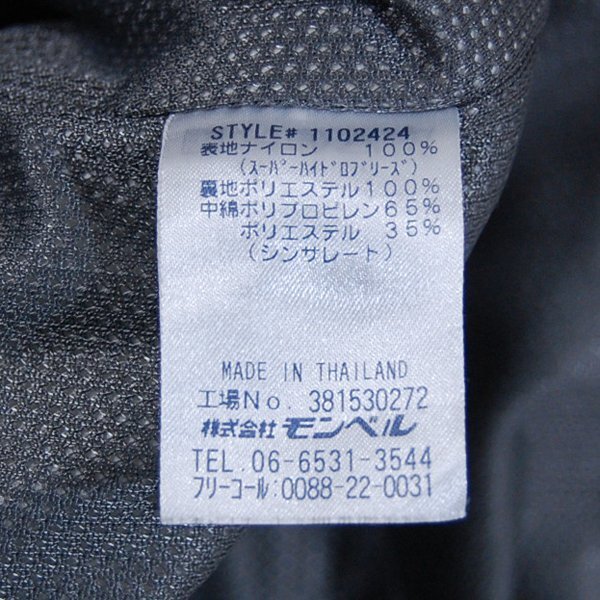 STYLE# 1102424
表地ナイロン 100%
(スーパーハイドロブリーズ)
裏地ポリエステル100%
中綿ポリプロピレン65%
ポリエステル 35%
(シンサレート)
MADE IN THAILAND
工場No. 381530272
株式会社 モンベル
TEL. 06-6531-3544
フリーコール:0088-22-0031